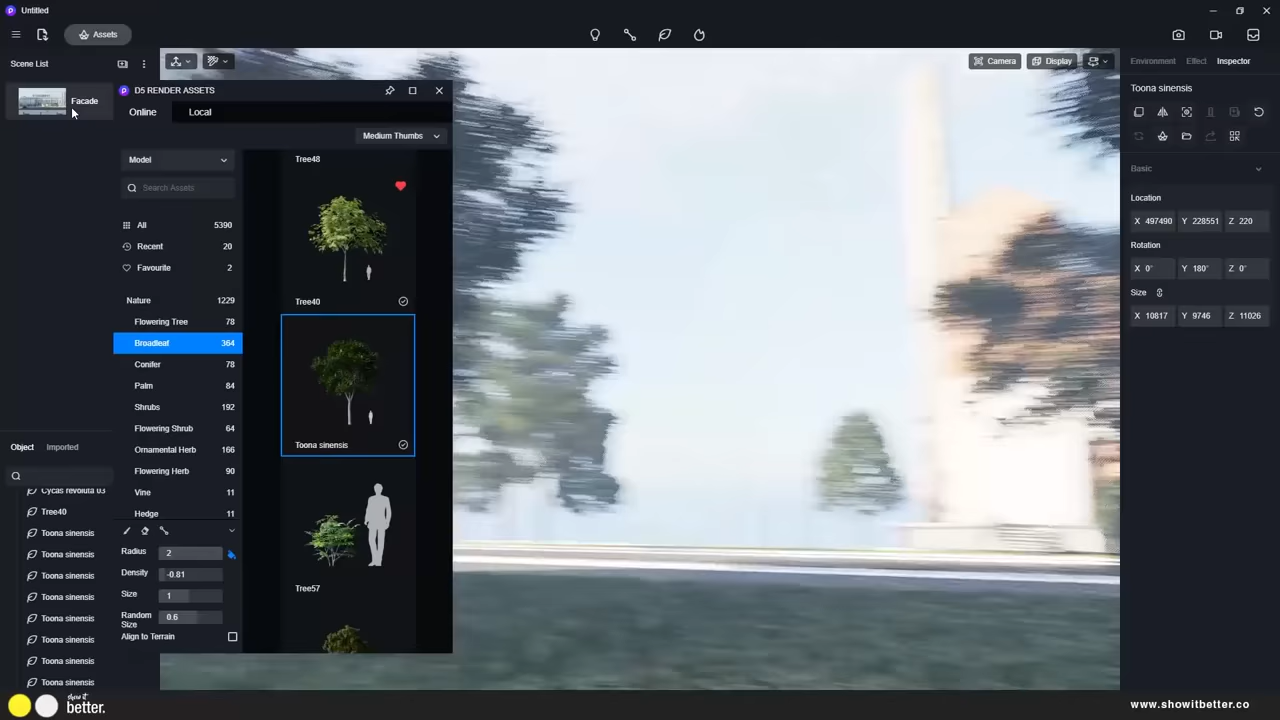 Untitled
Assets
Scene List
Facade
Camera
Display
Environment
Effect
Inspector
D5 RENDER ASSETS
Online
Local
Medium Thumbs
Model
Search Assets
All 5390
Recent 20
Favourite 2
Nature 1229
Flowering Tree 78
Broadleaf 364
Conifer 78
Palm 84
Shrubs 192
Flowering Shrub 64
Ornamental Herb 166
Flowering Herb 90
Vine 11
Hedge 11
Radius 2
Density -0.81
Size 1
Random Size 0.6
Align to Terrain
Tree48
Tree40
Toona sinensis
Tree57
Object
Imported
Cycas revoluta 03
Tree40
Toona sinensis
Toona sinensis
Toona sinensis
Toona sinensis
Toona sinensis
Toona sinensis
Toona sinensis
Toona sinensis
Toona sinensis
Basic
Location
X 497490 Y 228551 Z 220
Rotation
X 0° Y 180° Z 0°
Size
X 10817 Y 9746 Z 11026
show it
better.
www.showitbetter.co